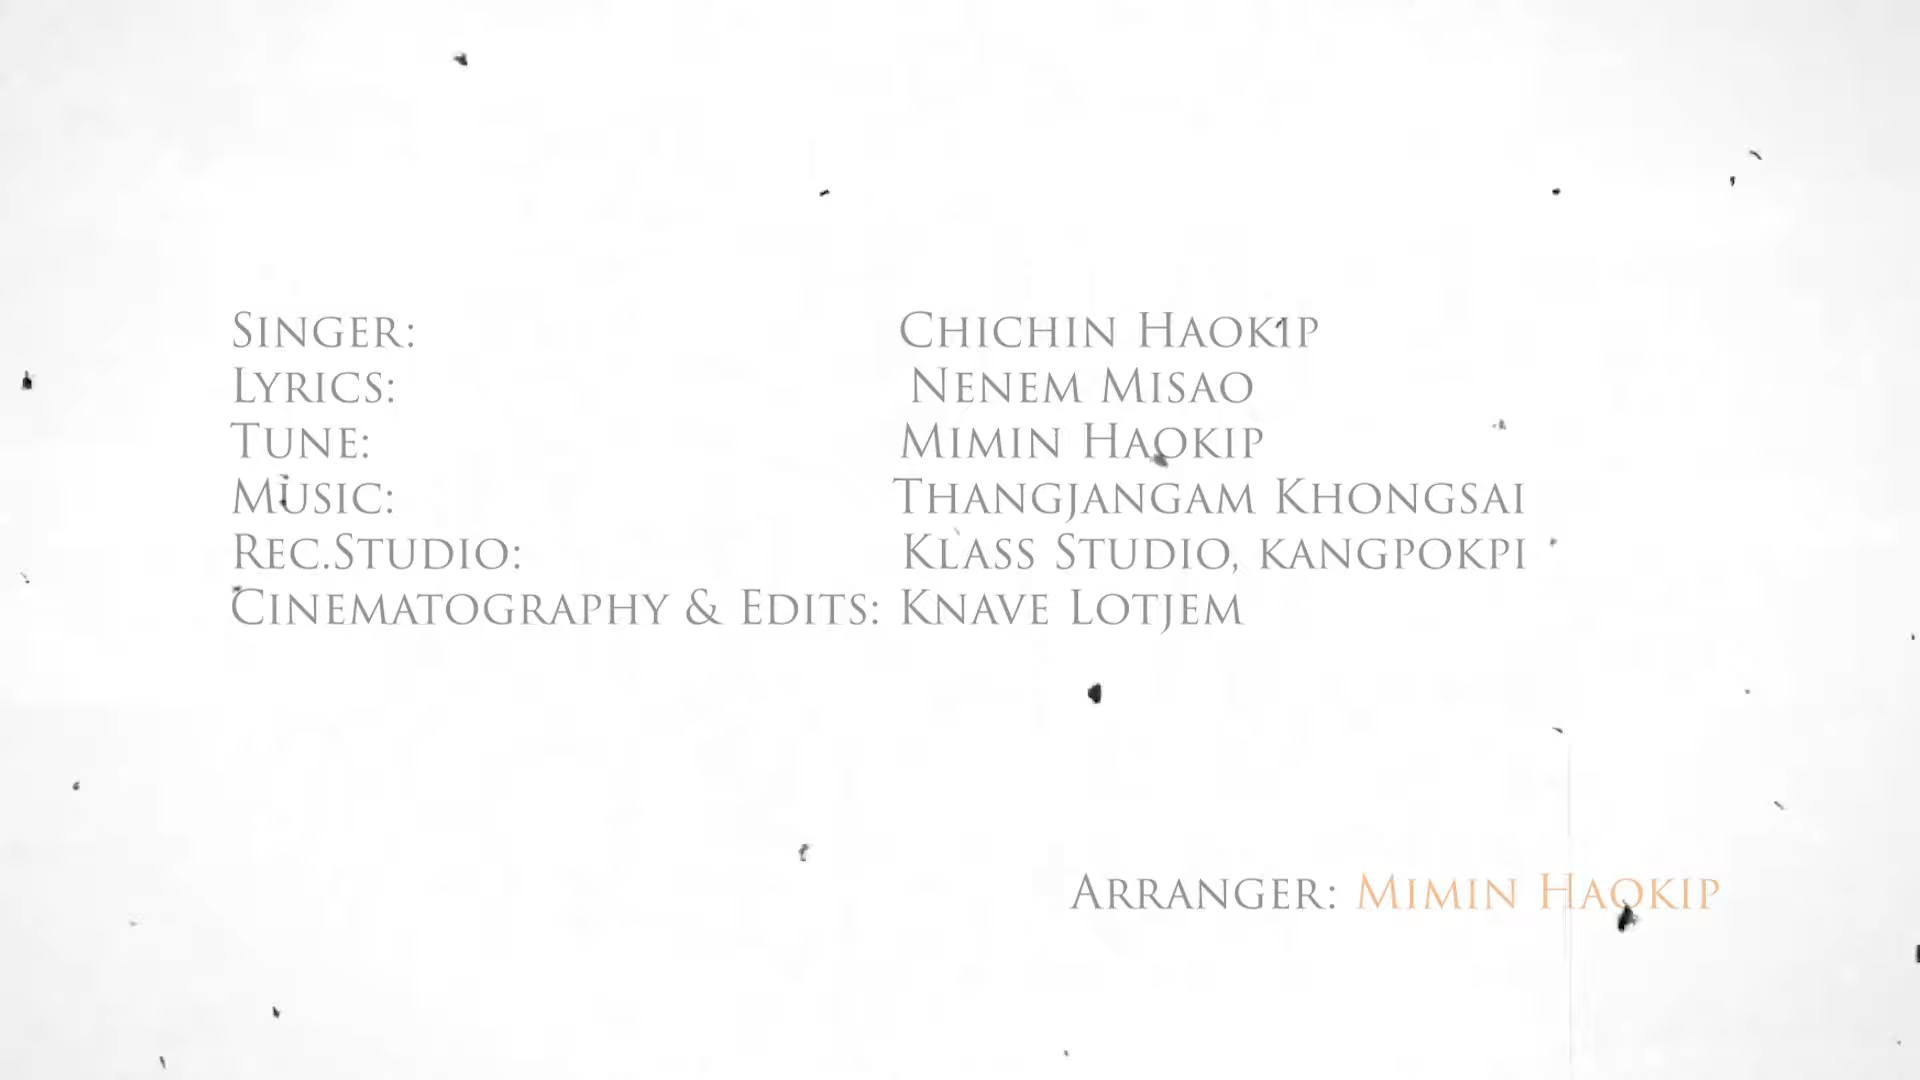 Singer: Chichin Haokip
Lyrics: Nenem Misao
Tune: Mimin Haokip
Music: Thangjangam Khongsai
Rec.Studio: Klass Studio, kangpokpi
Cinematography & Edits: Knave Lotjem
Arranger: Mimin Haokip